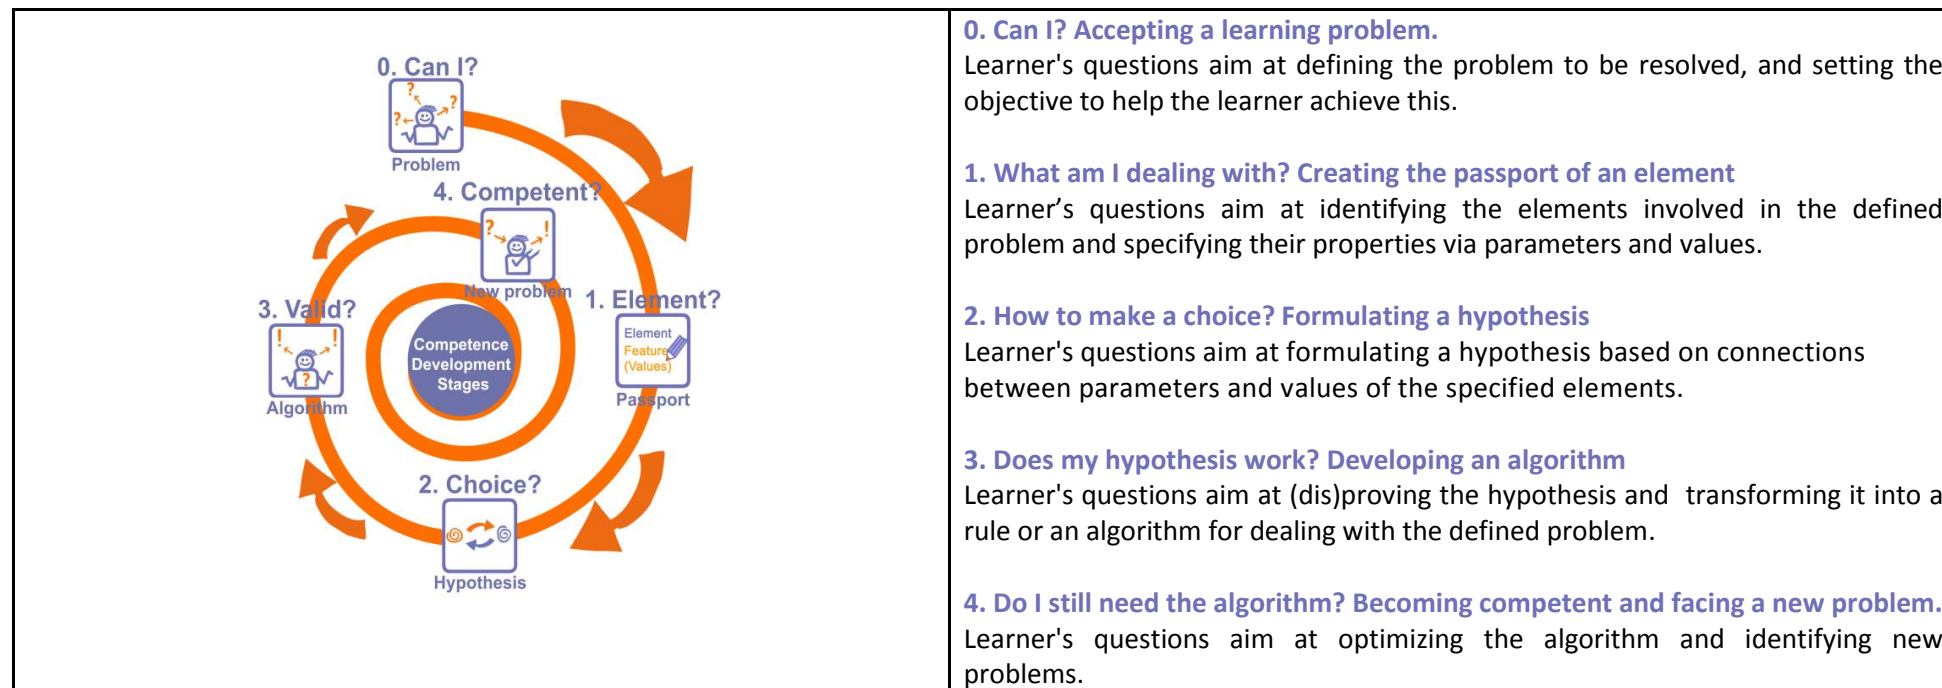 0. Can I?
?
?
?
Problem
4. Competent?
?
!
New problem
3. Valid?
!
!
?
Algorithm
1. Element?
Element
Feature
(Values)
Passport
Competence
Development
Stages
2. Choice?
Hypothesis
0. Can I? Accepting a learning problem.
Learner's questions aim at defining the problem to be resolved, and setting the
objective to help the learner achieve this.
1. What am I dealing with? Creating the passport of an element
Learner’s questions aim at identifying the elements involved in the defined
problem and specifying their properties via parameters and values.
2. How to make a choice? Formulating a hypothesis
Learner's questions aim at formulating a hypothesis based on connections
between parameters and values of the specified elements.
3. Does my hypothesis work? Developing an algorithm
Learner's questions aim at (dis)proving the hypothesis and transforming it into a
rule or an algorithm for dealing with the defined problem.
4. Do I still need the algorithm? Becoming competent and facing a new problem.
Learner's questions aim at optimizing the algorithm and identifying new
problems.